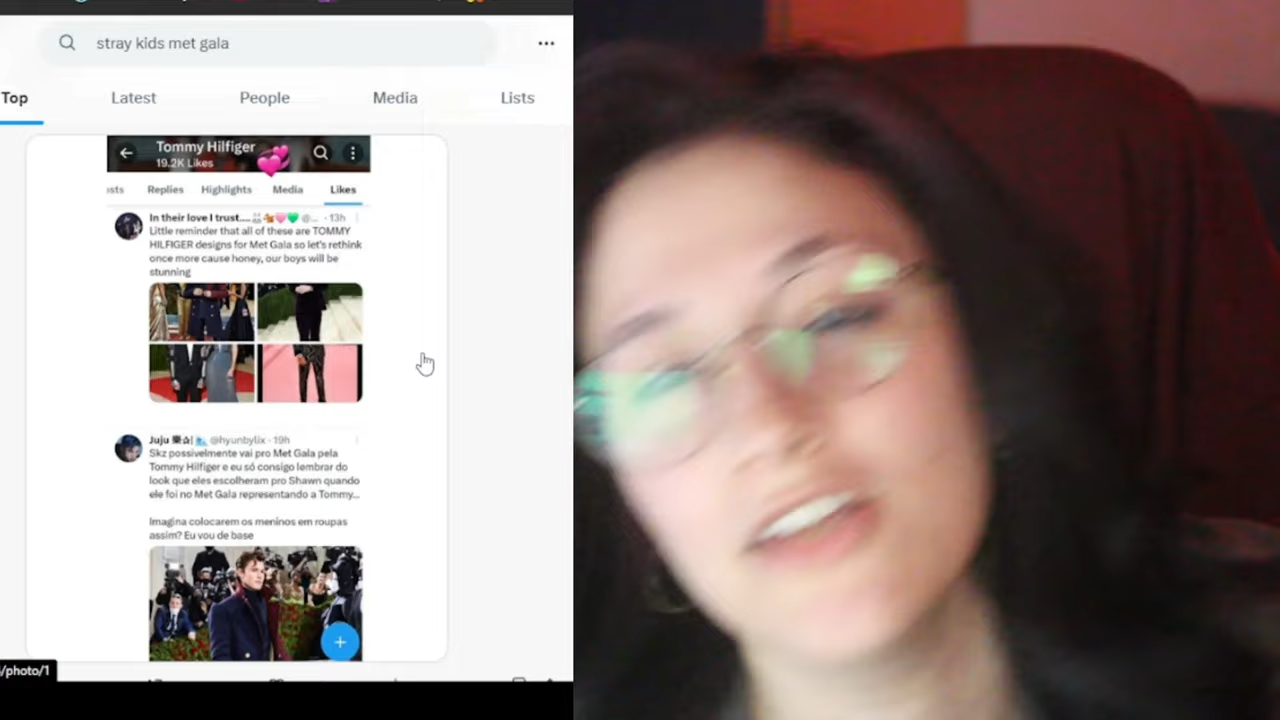 stray kids met gala
Top Latest People Media Lists
Tommy Hilfiger
19.2K Likes
Replies Highlights Media Likes
In their love I trust.... @... · 13h
Little reminder that all of these are TOMMY
HILFIGER designs for Met Gala so let's rethink
once more cause honey, our boys will be
stunning
Juju @hyunbylix · 19h
Skz possivelmente vai pro Met Gala pela
Tommy Hilfiger e eu só consigo lembrar do
look que eles escolheram pro Shawn quando
ele foi no Met Gala representando a Tommy...
Imagina colocarem os meninos em roupas
assim? Eu vou de base
/photo/1